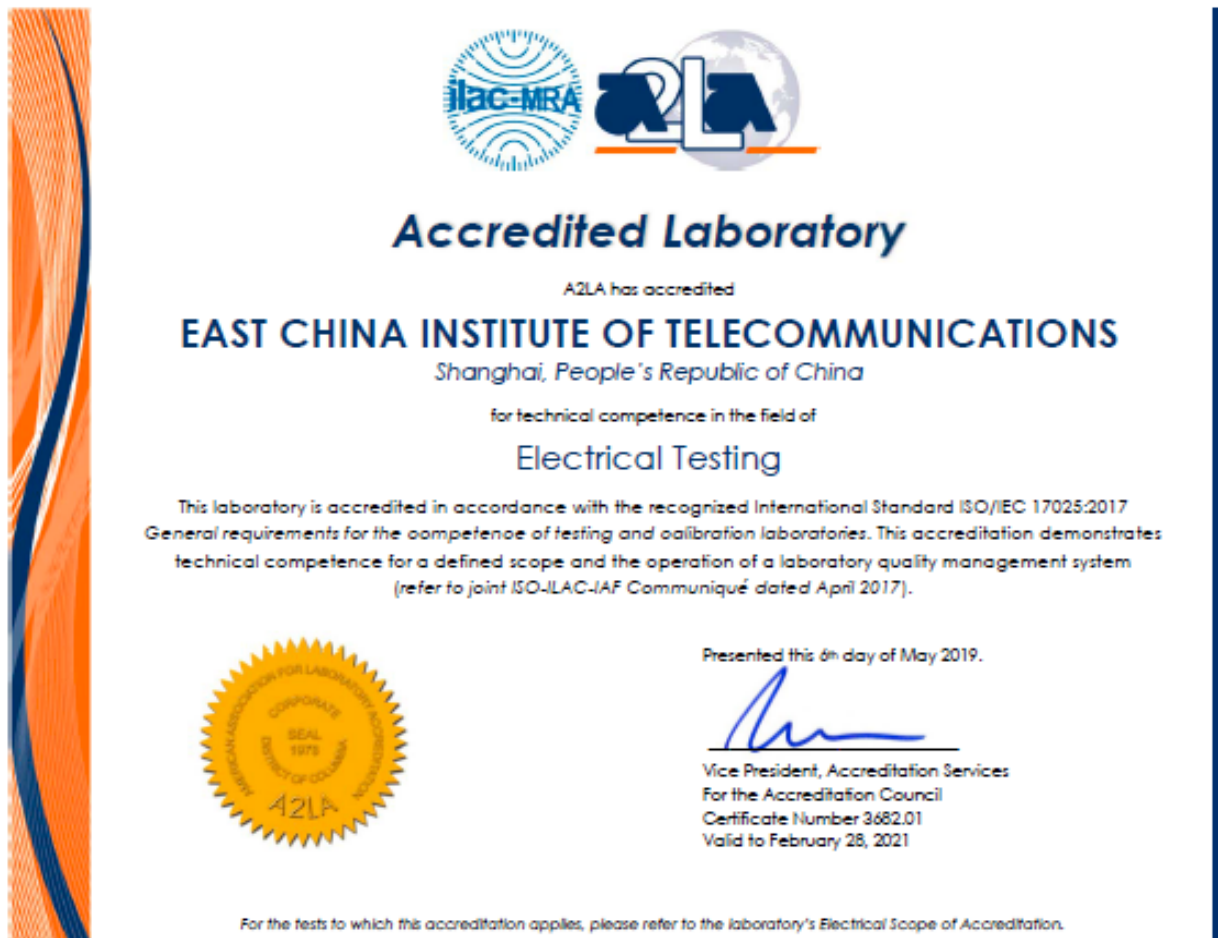 ilac-MRA
A2LA
Accredited Laboratory
A2LA has accredited
EAST CHINA INSTITUTE OF TELECOMMUNICATIONS
Shanghai, People's Republic of China
for technical competence in the field of
Electrical Testing
This laboratory is accredited in accordance with the recognized International Standard ISO/IEC 17025:2017
General requirements for the competence of testing and calibration laboratories. This accreditation demonstrates
technical competence for a defined scope and the operation of a laboratory quality management system
(refer to joint ISO-ILAC-IAF Communiqué dated April 2017).
AMERICAN ASSOCIATION FOR LABORATORY ACCREDITATION
CORPORATE
SEAL
1978
DISTRICT OF COLUMBIA
A2LA
Presented this 6th day of May 2019.
Vice President, Accreditation Services
For the Accreditation Council
Certificate Number 3682.01
Valid to February 28, 2021
For the tests to which this accreditation applies, please refer to the laboratory's Electrical Scope of Accreditation.